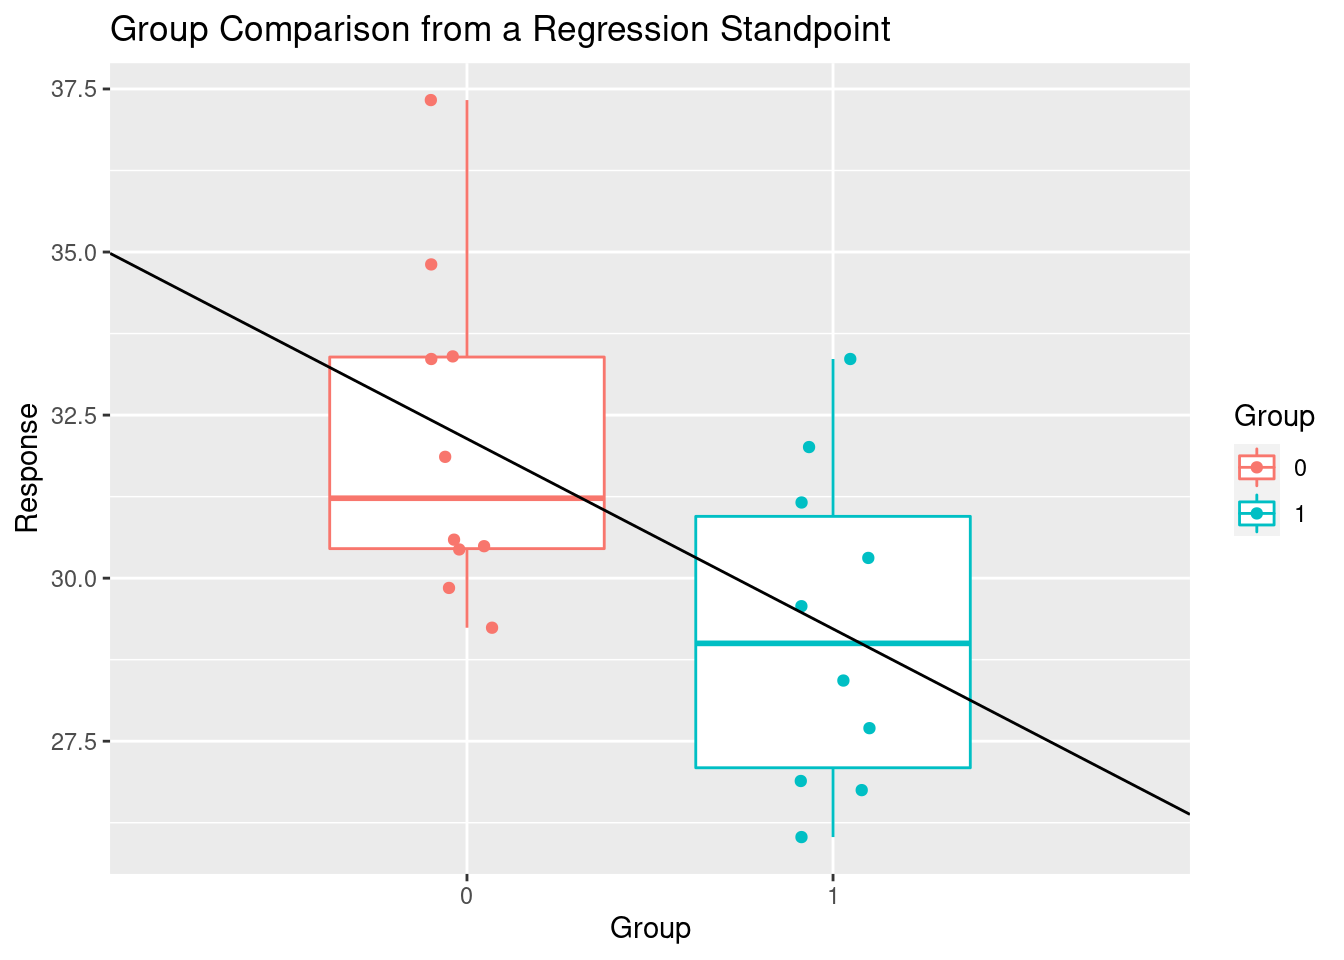 Group Comparison from a Regression Standpoint
37.5
35.0
32.5
30.0
27.5
Response
0
1
Group
Group
0
1